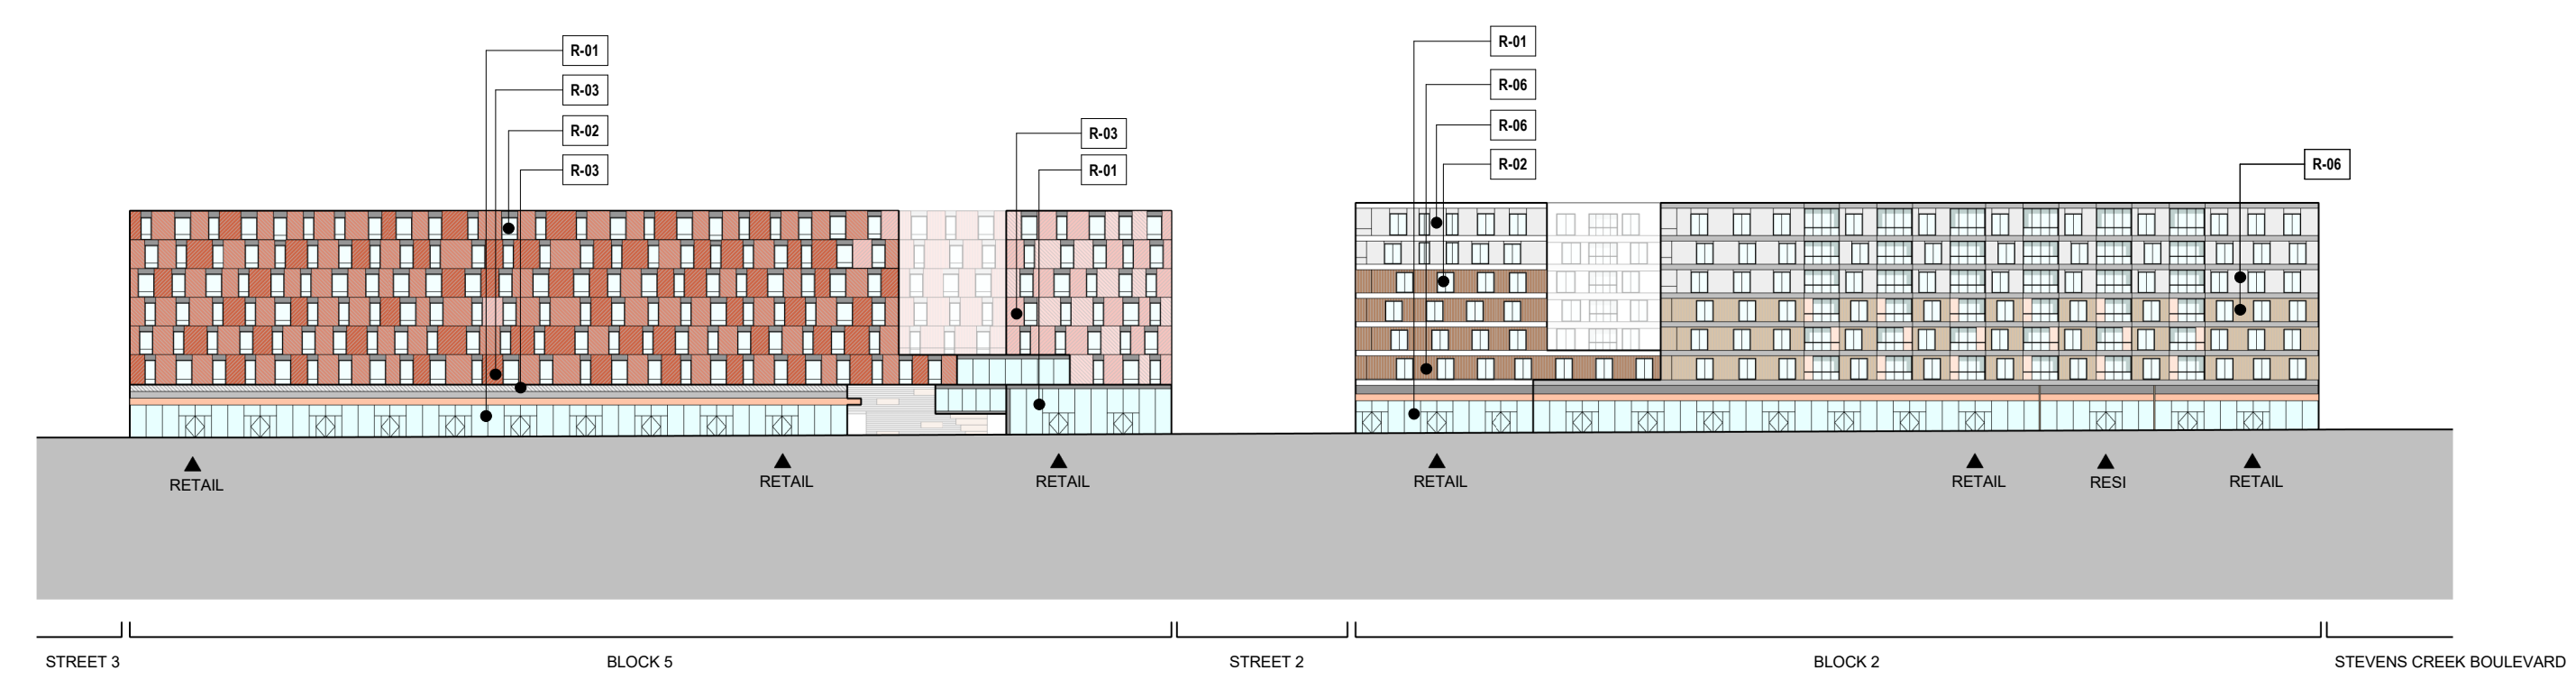 R-01
R-03
R-02
R-03
R-03
R-01
R-01
R-06
R-06
R-02
R-06
RETAIL
RETAIL
RETAIL
RETAIL
RETAIL
RESI
RETAIL
STREET 3
BLOCK 5
STREET 2
BLOCK 2
STEVENS CREEK BOULEVARD